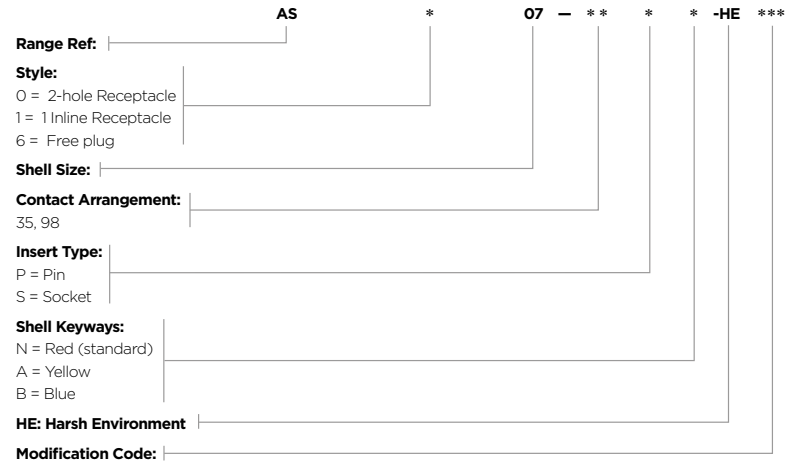 AS * 07 – ** * * -HE ***
Range Ref:
Style:
0 = 2-hole Receptacle
1 = 1 Inline Receptacle
6 = Free plug
Shell Size:
Contact Arrangement:
35, 98
Insert Type:
P = Pin
S = Socket
Shell Keyways:
N = Red (standard)
A = Yellow
B = Blue
HE: Harsh Environment
Modification Code: